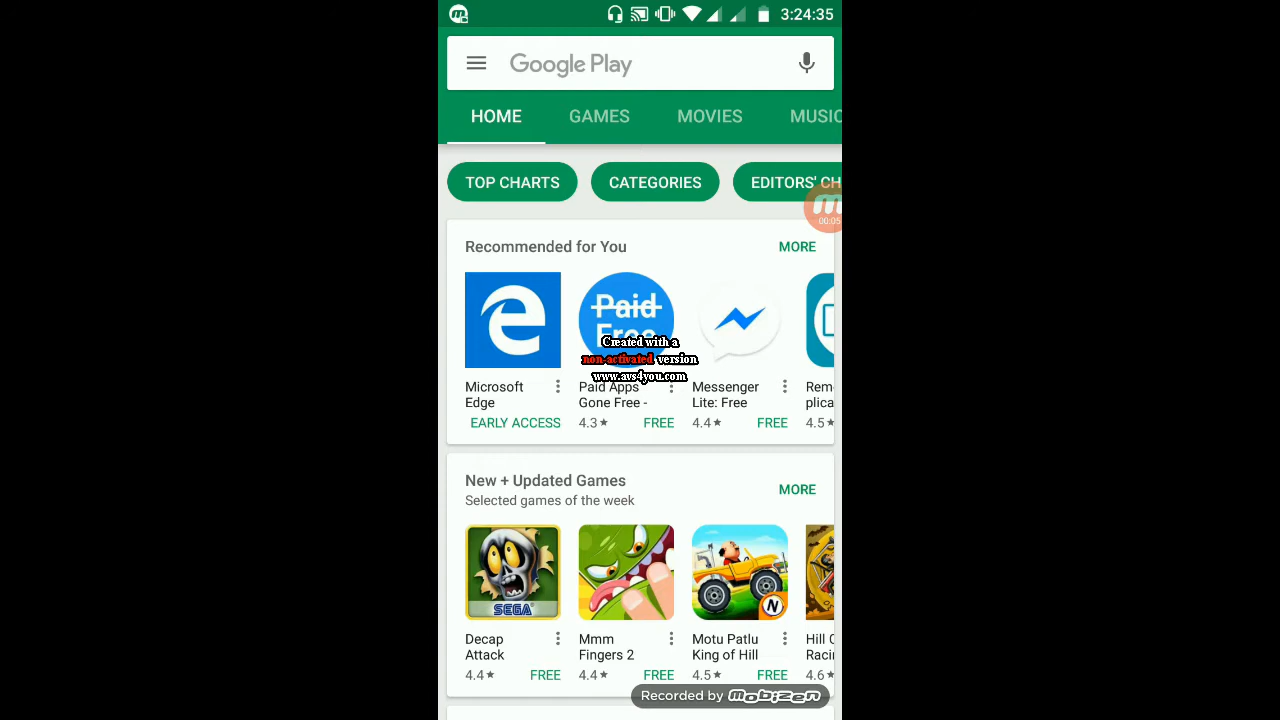 3:24:35
Google Play
HOME GAMES MOVIES MUSIC
TOP CHARTS CATEGORIES EDITORS' CH
00:05
Recommended for You MORE
Paid
Free
Created with a
non-activated version
www.avs4you.com
Microsoft
Edge
EARLY ACCESS
Paid Apps
Gone Free -
4.3★ FREE
Messenger
Lite: Free
4.4★ FREE
Rem
plica
4.5★
New + Updated Games
Selected games of the week
MORE
SEGA
N
Decap
Attack
4.4★ FREE
Mmm
Fingers 2
4.4★ FREE
Motu Patlu
King of Hill
4.5★ FREE
Hill C
Racin
4.6★
Recorded by mobizen